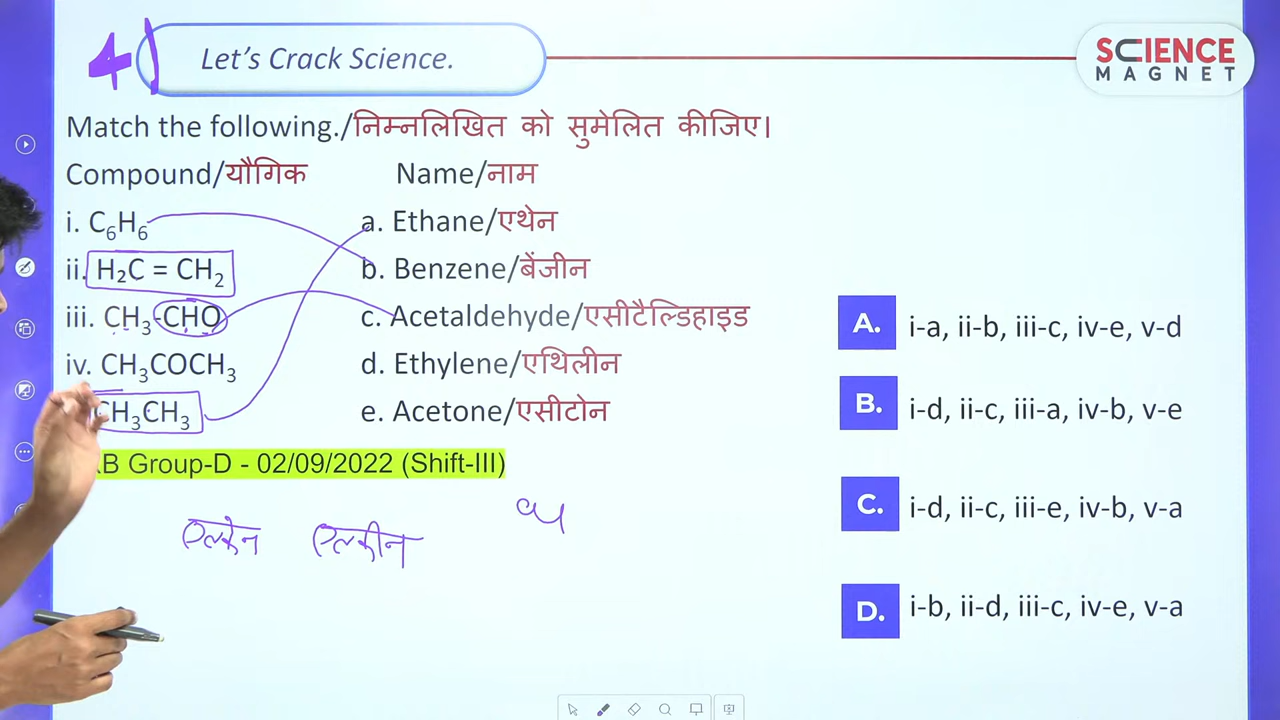 4)
Let's Crack Science.
SCIENCE
MAGNET
Match the following./निम्नलिखित को सुमेलित कीजिए।
Compound/यौगिक Name/नाम
i. C₆H₆ a. Ethane/एथेन
ii. H₂C = CH₂ b. Benzene/बेंजीन
iii. CH₃-CHO c. Acetaldehyde/एसीटैल्डिहाइड
iv. CH₃COCH₃ d. Ethylene/एथिलीन
CH₃CH₃ e. Acetone/एसीटोन
B Group-D - 02/09/2022 (Shift-III)
एल्केन एल्कीन
A. i-a, ii-b, iii-c, iv-e, v-d
B. i-d, ii-c, iii-a, iv-b, v-e
C. i-d, ii-c, iii-e, iv-b, v-a
D. i-b, ii-d, iii-c, iv-e, v-a